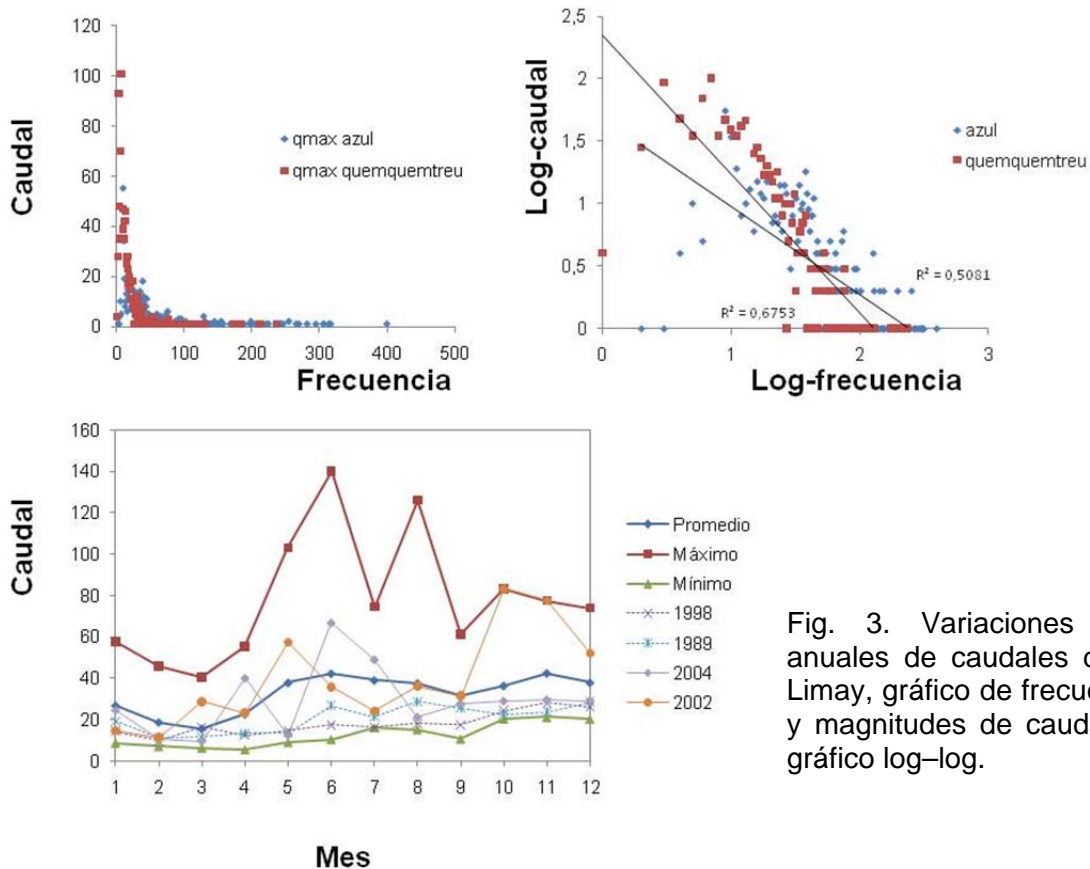 120
100
80
60
40
20
0
Caudal
qmax azul
qmax quemquemtreu
0 100 200 300 400 500
Frecuencia
2,5
2
1,5
1
0,5
0
Log-caudal
azul
quemquemtreu
R² = 0,5081
R² = 0,6753
0 1 2 3
Log-frecuencia
160
140
120
100
80
60
40
20
0
Caudal
Promedio
Máximo
Mínimo
1998
1989
2004
2002
1 2 3 4 5 6 7 8 9 10 11 12
Mes
Fig. 3. Variaciones
anuales de caudales
Limay, gráfico de
y magnitudes de
gráfico log–log.